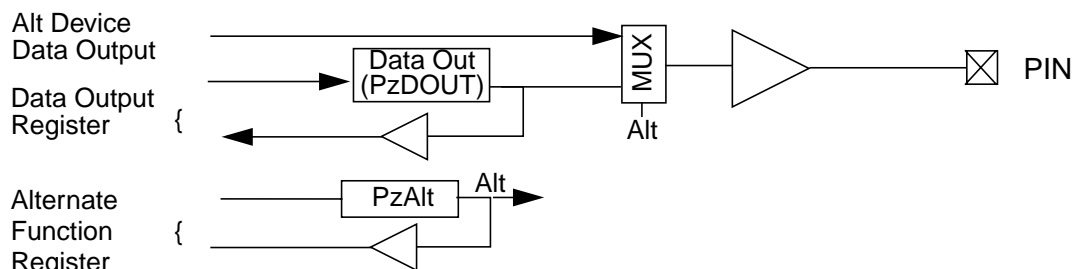 Alt Device
Data Output
Data Out
(PzDOUT)
MUX
PIN
Data Output
Register {
Alt
Alternate
Function {
Register
PzAlt
Alt